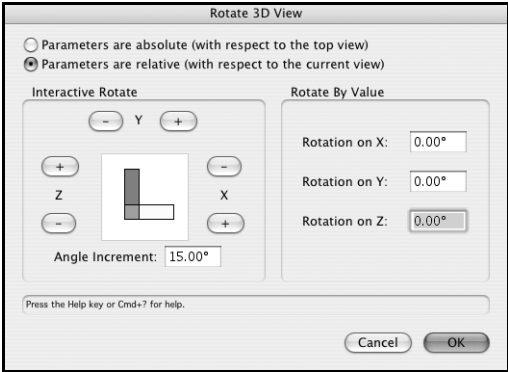 Rotate 3D View
Parameters are absolute (with respect to the top view)
Parameters are relative (with respect to the current view)
Interactive Rotate
- Y +
+ -
Z X
- +
Angle Increment: 15.00°
Rotate By Value
Rotation on X: 0.00°
Rotation on Y: 0.00°
Rotation on Z: 0.00°
Press the Help key or Cmd+? for help.
Cancel OK